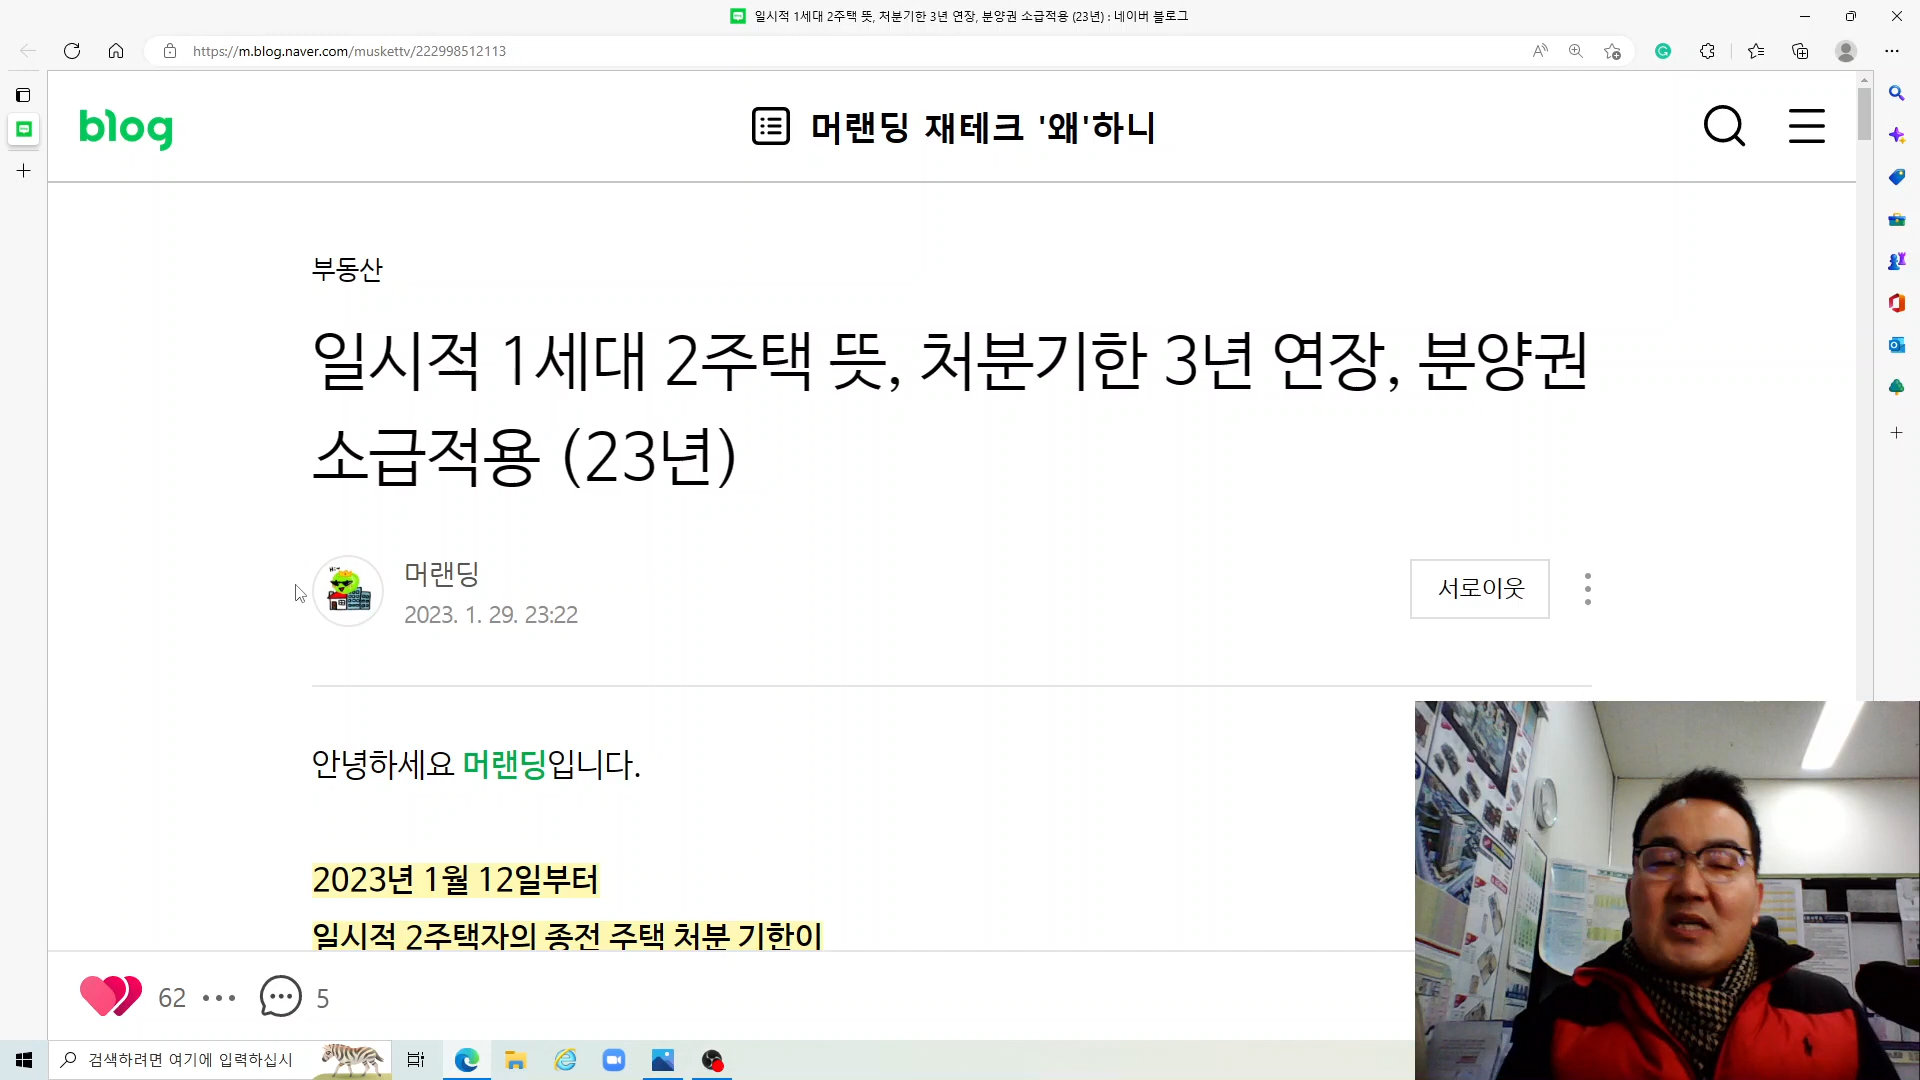 일시적 1세대 2주택 뜻, 처분기한 3년 연장, 분양권 소급적용 (23년) : 네이버 블로그
https://m.blog.naver.com/muskettv/222998512113
blog
머랜딩 재테크 '왜'하니
부동산
일시적 1세대 2주택 뜻, 처분기한 3년 연장, 분양권
소급적용 (23년)
머랜딩
2023. 1. 29. 23:22
서로이웃
안녕하세요 머랜딩입니다.
2023년 1월 12일부터
일시적 2주택자의 종전 주택 처분 기한이
62
5
검색하려면 여기에 입력하십시